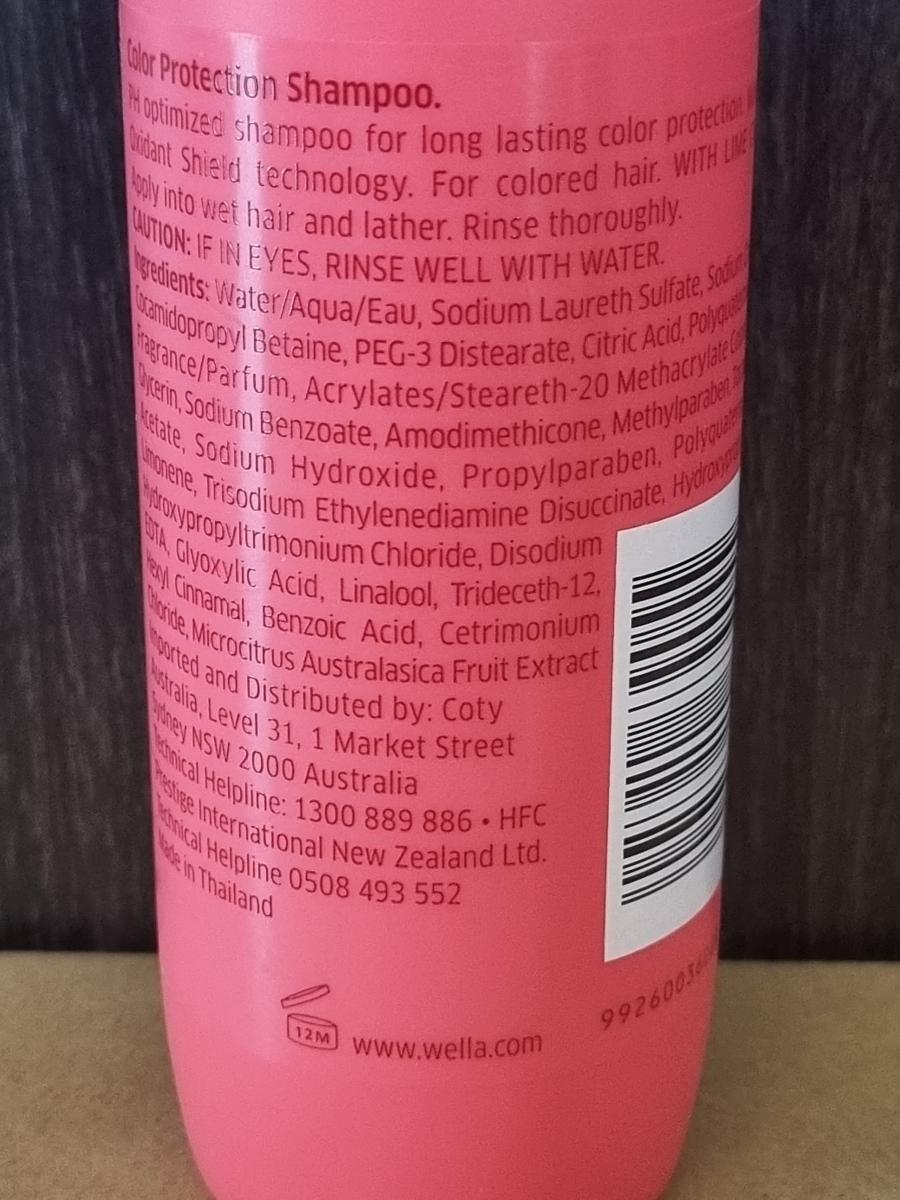 Color Protection Shampoo.
PH optimized shampoo for long lasting color protection.
Oxidant Shield technology. For colored hair. WITH LIME
Apply into wet hair and lather. Rinse thoroughly.
CAUTION: IF IN EYES, RINSE WELL WITH WATER.
Ingredients: Water/Aqua/Eau, Sodium Laureth Sulfate, Sodium
Cocamidopropyl Betaine, PEG-3 Distearate, Citric Acid,
Fragrance/Parfum, Acrylates/Steareth-20 Methacrylate
Glycerin, Sodium Benzoate, Amodimethicone, Methylparaben,
Acetate, Sodium Hydroxide, Propylparaben,
Limonene, Trisodium Ethylenediamine Disuccinate,
Hydroxypropyltrimonium Chloride, Disodium
EDTA, Glyoxylic Acid, Linalool, Trideceth-12,
Hexyl Cinnamal, Benzoic Acid, Cetrimonium
Chloride, Microcitrus Australasica Fruit Extract
Imported and Distributed by: Coty
Australia, Level 31, 1 Market Street
Sydney NSW 2000 Australia
Technical Helpline: 1300 889 886 • HFC
Prestige International New Zealand Ltd.
Technical Helpline 0508 493 552
Made in Thailand
12M
www.wella.com